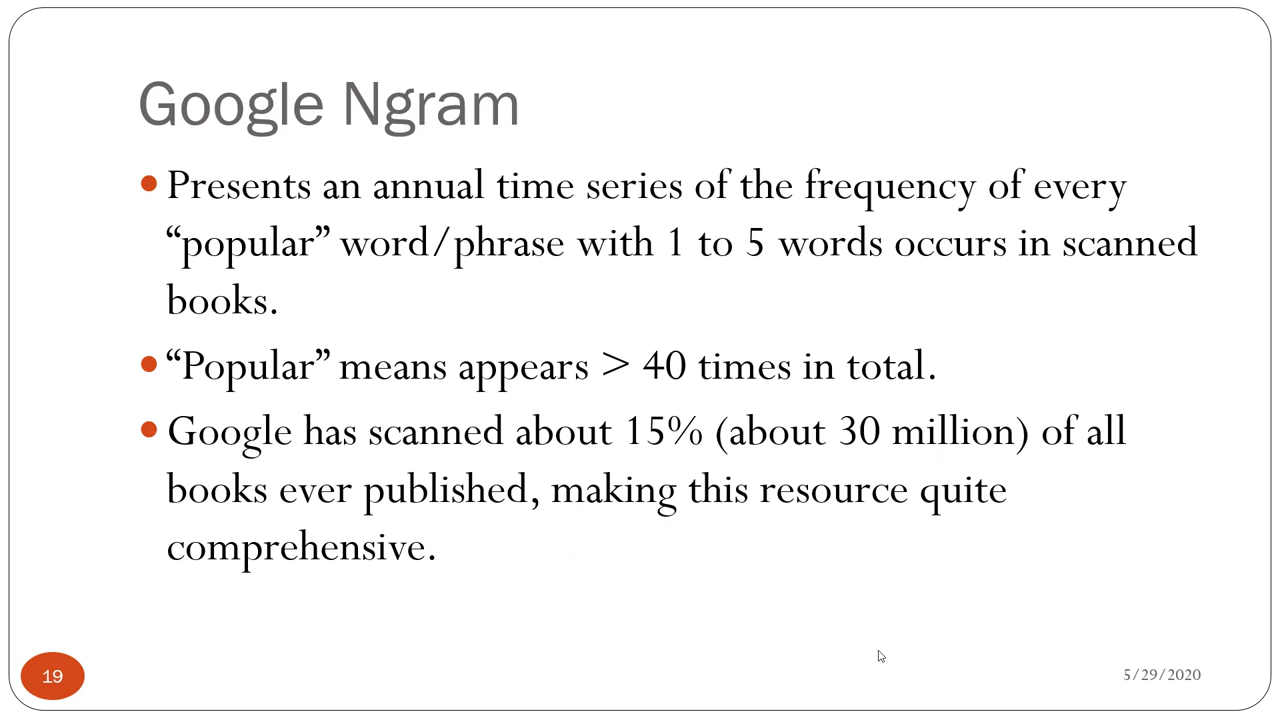 Google Ngram
• Presents an annual time series of the frequency of every
“popular” word/phrase with 1 to 5 words occurs in scanned
books.
• “Popular” means appears > 40 times in total.
• Google has scanned about 15% (about 30 million) of all
books ever published, making this resource quite
comprehensive.
19
5/29/2020